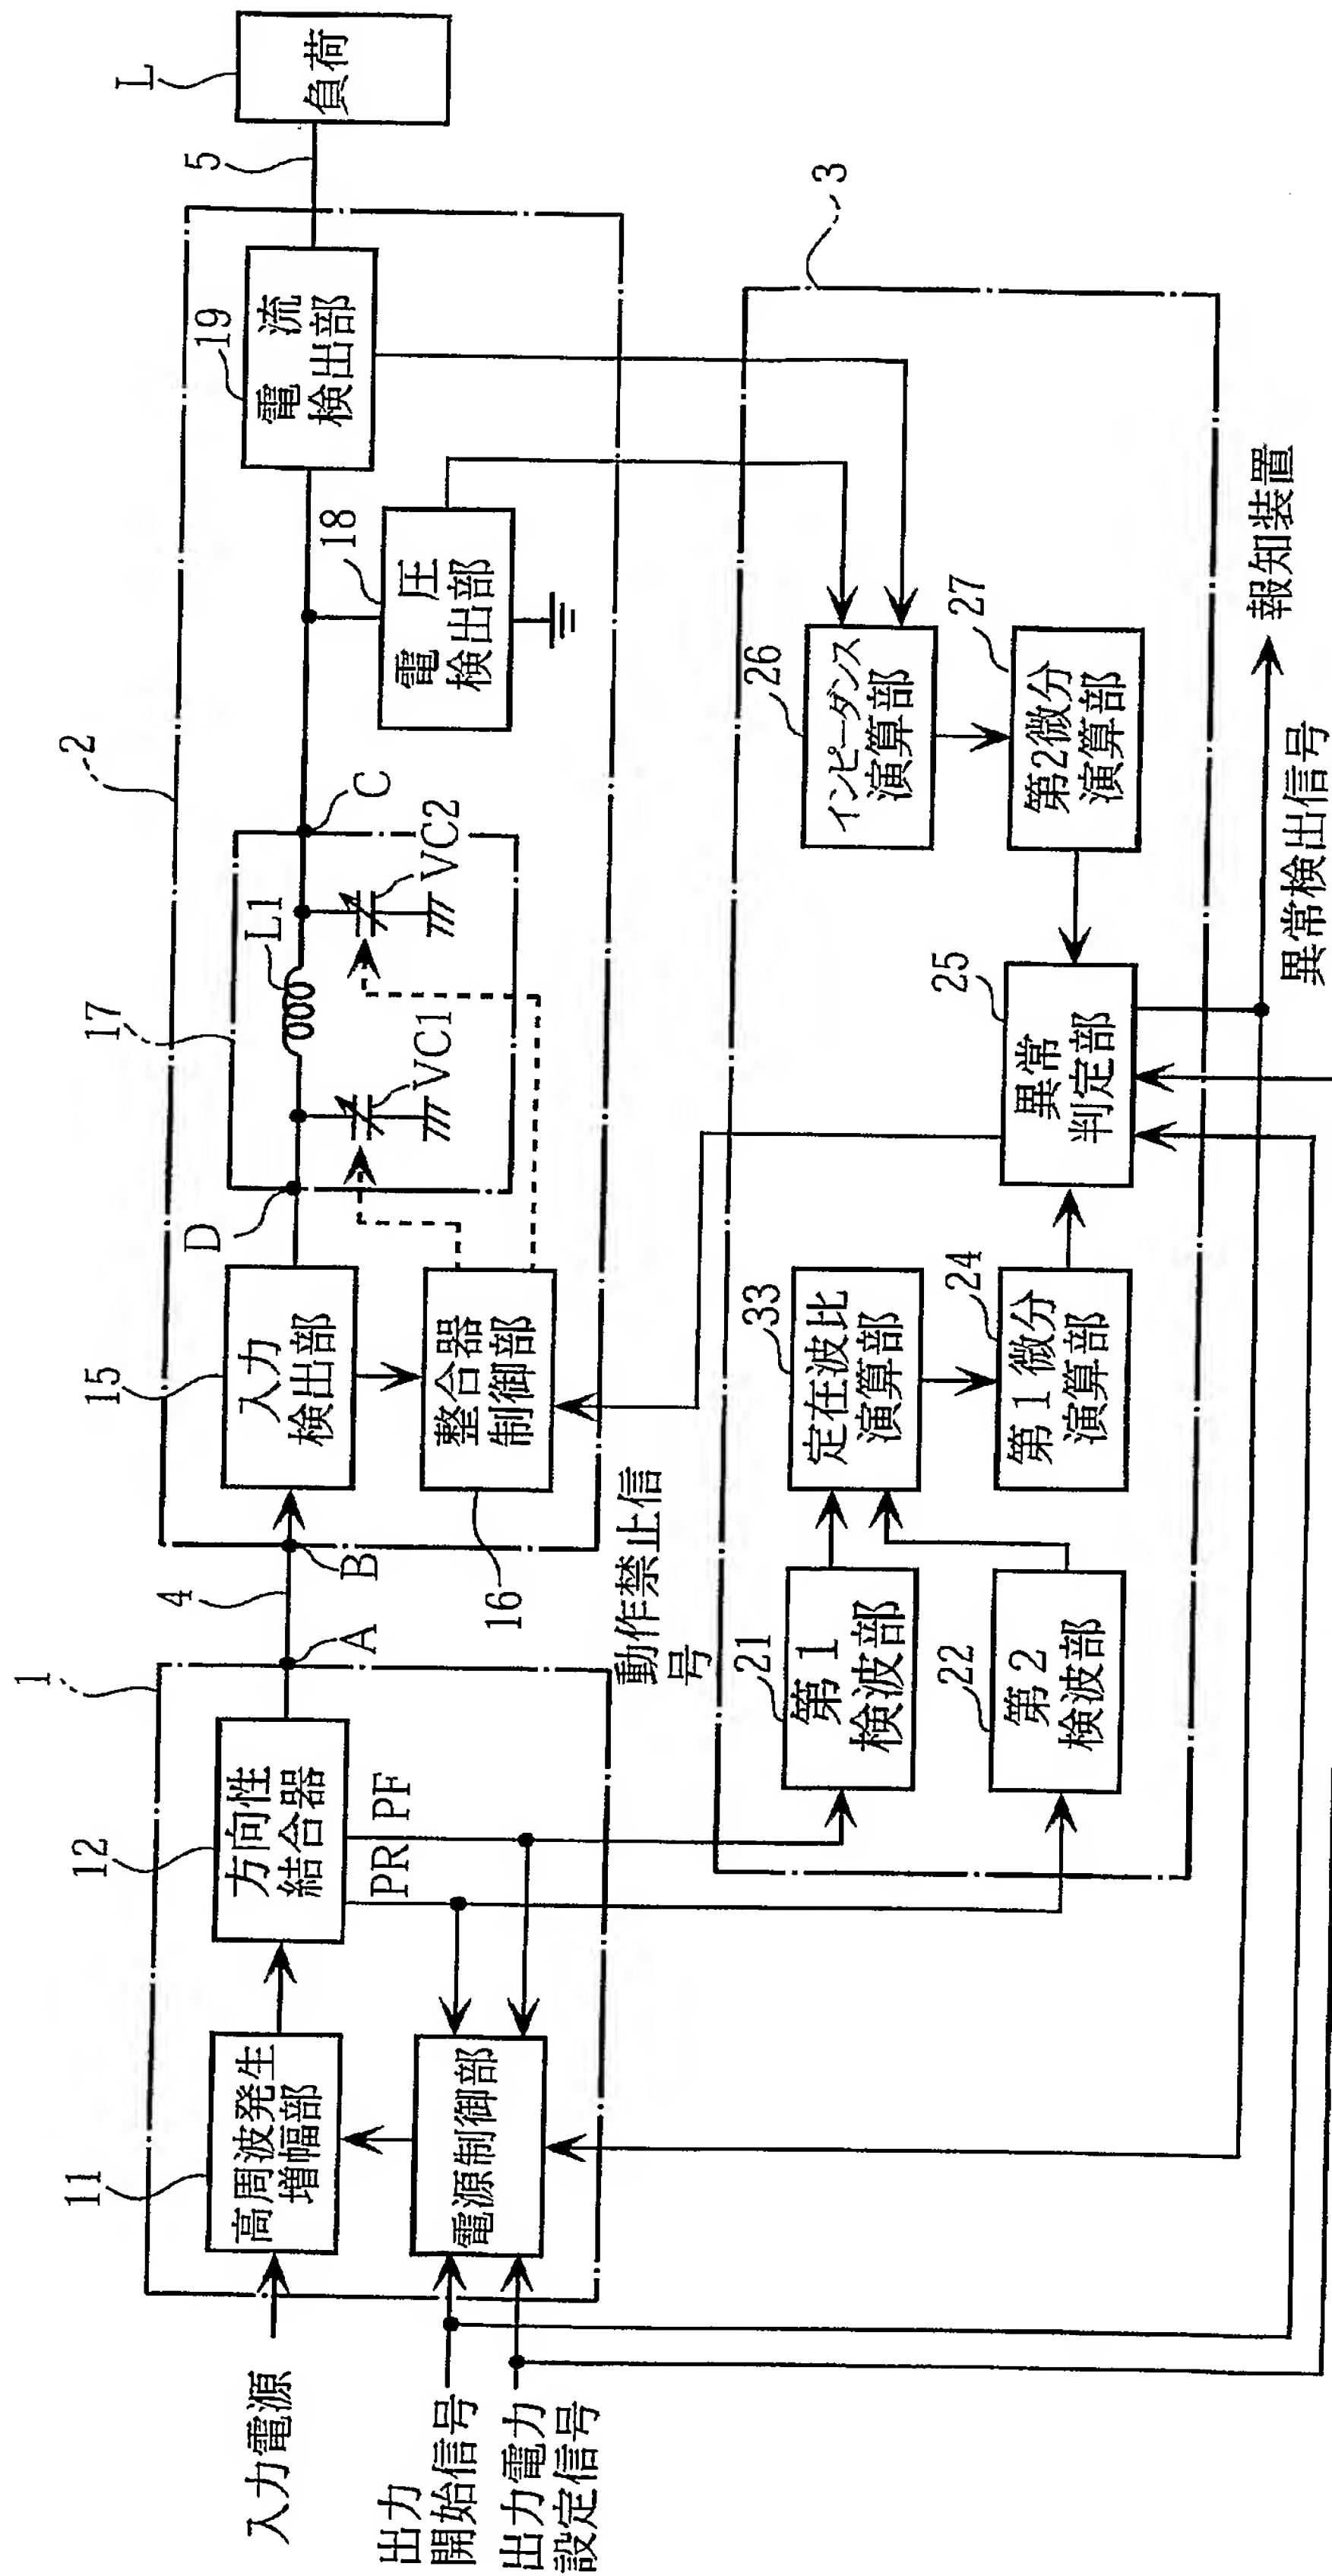 1
2
17
L
入力電源
11
高周波発生
増幅部
12
方向性
結合器
A
4
B
15
入力
検出部
D
L1
C
19
電 流
検出部
5
負荷
出力
開始信号
出力電力
設定信号
電源制御部
PR
PF
16
整合器
制御部
VC1
VC2
18
電 圧
検出部
動作禁止信
号
3
21
第1
検波部
22
第2
検波部
33
定在波比
演算部
24
第1微分
演算部
25
異常
判定部
26
インピーダンス
演算部
27
第2微分
演算部
報知装置
異常検出信号